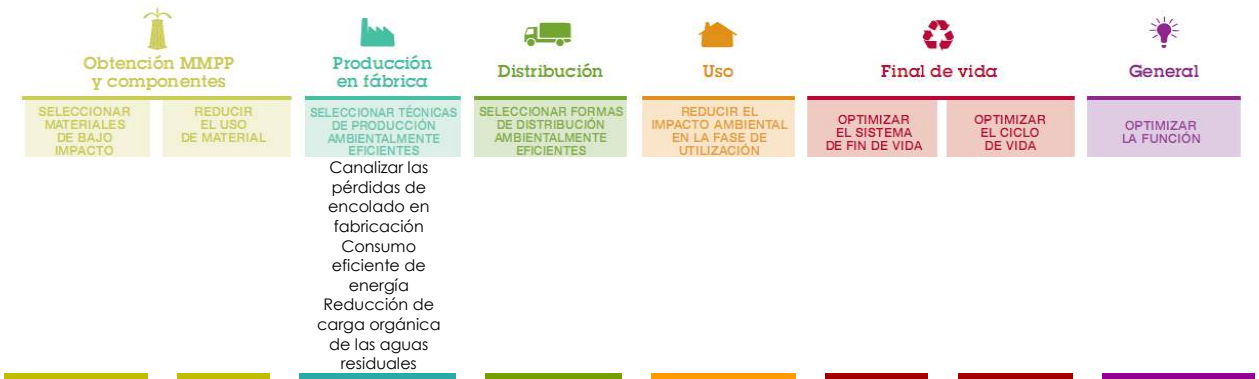 Obtención MMPP
y componentes
Producción
en fábrica
Distribución
Uso
Final de vida
General
SELECCIONAR
MATERIALES
DE BAJO
IMPACTO
REDUCIR
EL USO
DE MATERIAL
SELECCIONAR TÉCNICAS
DE PRODUCCIÓN
AMBIENTALMENTE
EFICIENTES
SELECCIONAR FORMAS
DE DISTRIBUCIÓN
AMBIENTALMENTE
EFICIENTES
REDUCIR EL
IMPACTO AMBIENTAL
EN LA FASE DE
UTILIZACIÓN
OPTIMIZAR
EL SISTEMA
DE FIN DE VIDA
OPTIMIZAR
EL CICLO
DE VIDA
OPTIMIZAR
LA FUNCIÓN
Canalizar las
pérdidas de
encolado en
fabricación
Consumo
eficiente de
energía
Reducción de
carga orgánica
de las aguas
residuales